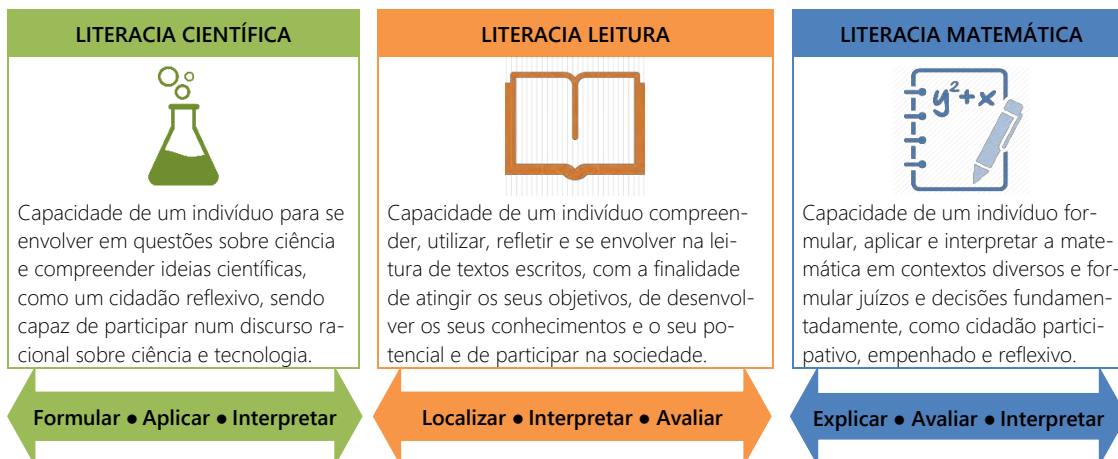 LITERACIA CIENTÍFICA
Capacidade de um indivíduo para se
envolver em questões sobre ciência
e compreender ideias científicas,
como um cidadão reflexivo, sendo
capaz de participar num discurso ra-
cional sobre ciência e tecnologia.
Formular ● Aplicar ● Interpretar
LITERACIA LEITURA
Capacidade de um indivíduo compreen-
der, utilizar, refletir e se envolver na lei-
tura de textos escritos, com a finalidade
de atingir os seus objetivos, de desenvol-
ver os seus conhecimentos e o seu po-
tencial e de participar na sociedade.
Localizar ● Interpretar ● Avaliar
LITERACIA MATEMÁTICA
y²+x
Capacidade de um indivíduo for-
mular, aplicar e interpretar a mate-
mática em contextos diversos e for-
mular juízos e decisões fundamen-
tadamente, como cidadão partici-
pativo, empenhado e reflexivo.
Explicar ● Avaliar ● Interpretar